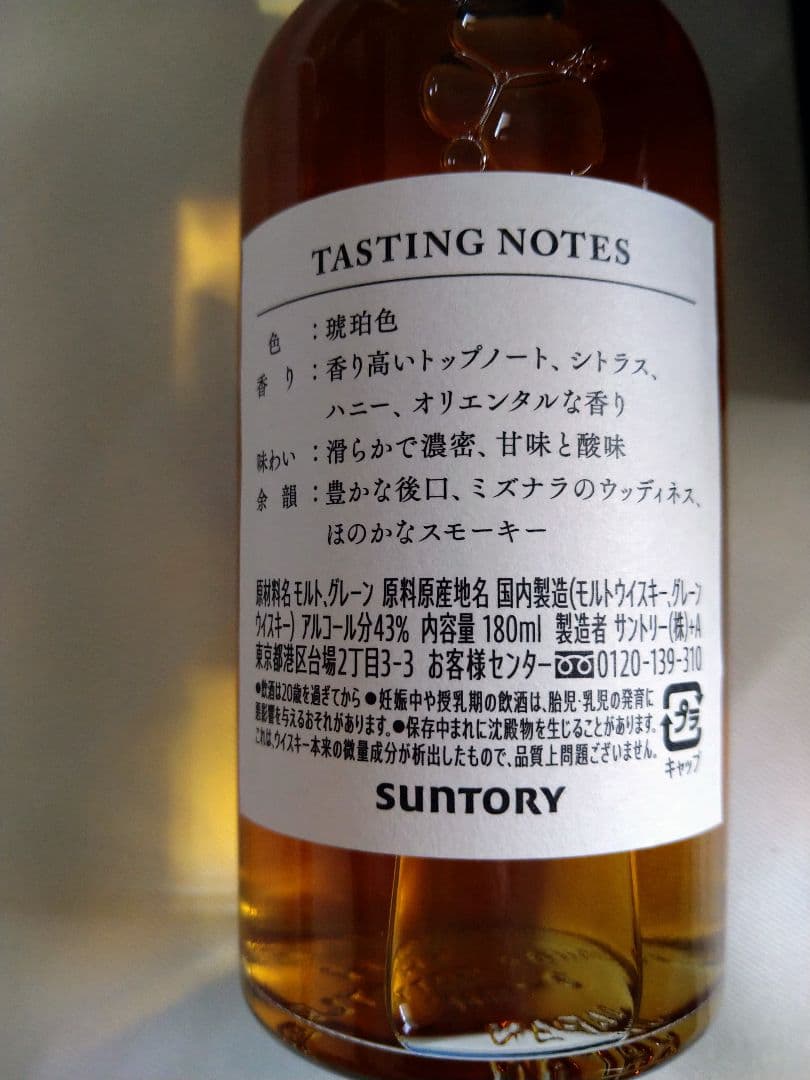 TASTING NOTES
色 : 琥珀色
香り : 香り高いトップノート、シトラス、
ハニー、オリエンタルな香り
味わい : 滑らかで濃密、甘味と酸味
余韻 : 豊かな後口、ミズナラのウッディネス、
ほのかなスモーキー
原材料名 モルト、グレーン 原料原産地名 国内製造(モルトウイスキー、グレーン
ウイスキー) アルコール分43% 内容量 180ml 製造者 サントリー(株)+A
東京都港区台場2丁目3-3 お客様センター 0120-139-310
●飲酒は20歳を過ぎてから ●妊娠中や授乳期の飲酒は、胎児・乳児の発育に
悪影響を与えるおそれがあります。●保存中まれに沈殿物を生じることがあります。
これは、ウイスキー本来の微量成分が析出したもので、品質上問題ございません。
プラ
キャップ
SUNTORY